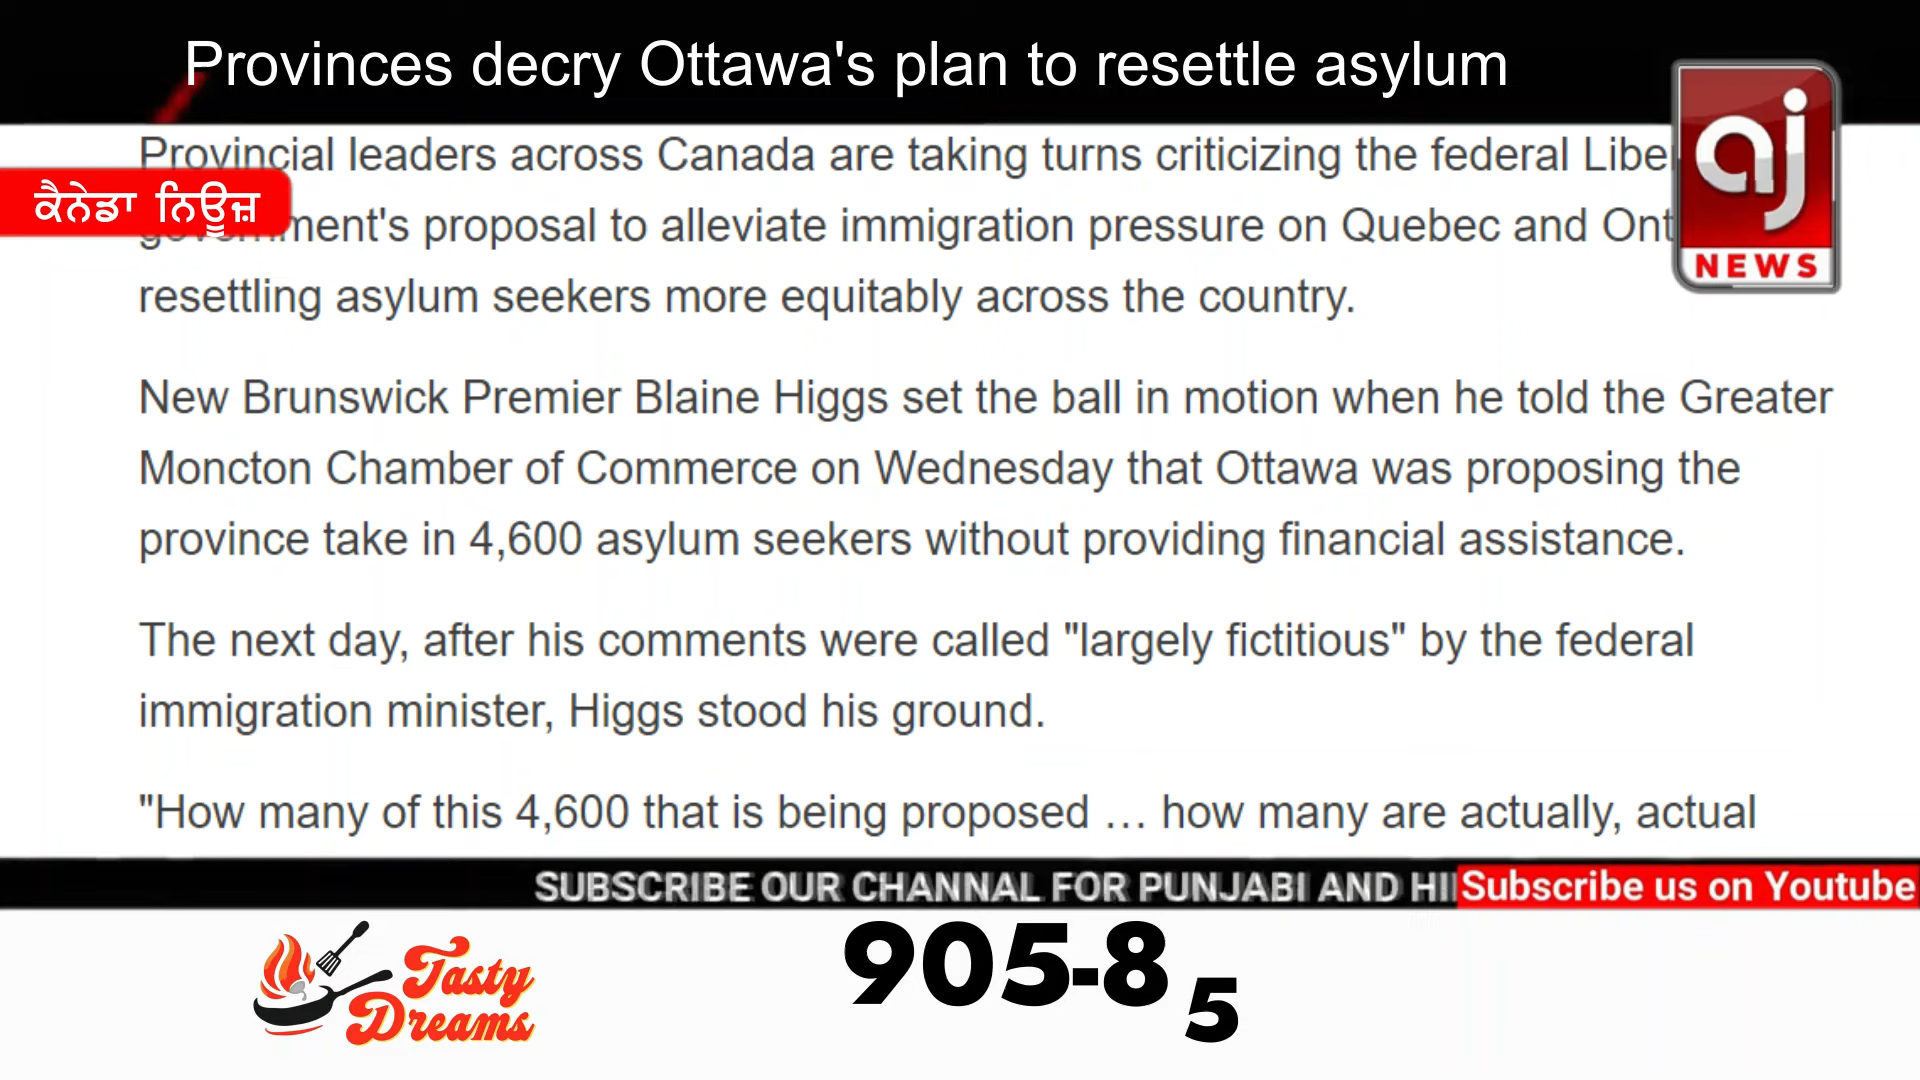 Provinces decry Ottawa's plan to resettle asylum
Provincial leaders across Canada are taking turns criticizing the federal Liber
ਕੈਨੇਡਾ ਨਿਊਜ਼
government's proposal to alleviate immigration pressure on Quebec and Ont
resettling asylum seekers more equitably across the country.
aj
NEWS
New Brunswick Premier Blaine Higgs set the ball in motion when he told the Greater
Moncton Chamber of Commerce on Wednesday that Ottawa was proposing the
province take in 4,600 asylum seekers without providing financial assistance.
The next day, after his comments were called "largely fictitious" by the federal
immigration minister, Higgs stood his ground.
"How many of this 4,600 that is being proposed … how many are actually, actual
SUBSCRIBE OUR CHANNAL FOR PUNJABI AND HI
Subscribe us on Youtube
Tasty
Dreams
905-8
5